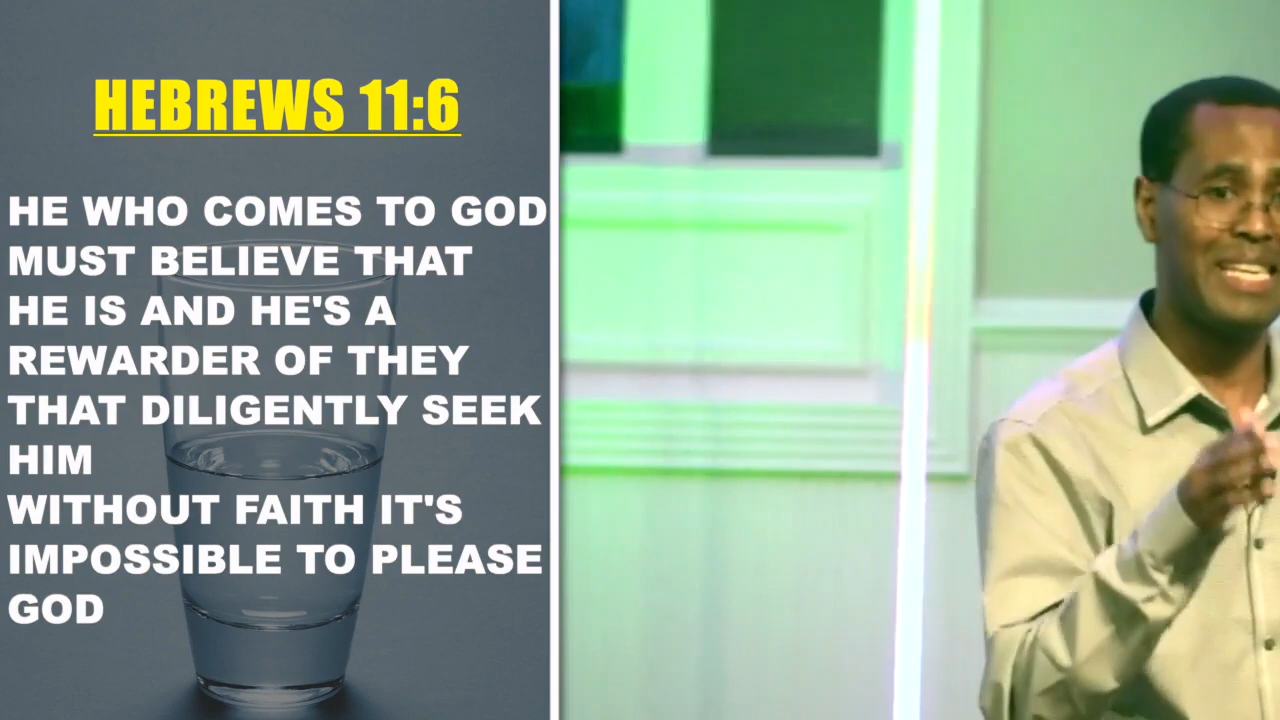 HEBREWS 11:6
HE WHO COMES TO GOD
MUST BELIEVE THAT
HE IS AND HE'S A
REWARDER OF THEY
THAT DILIGENTLY SEEK
HIM
WITHOUT FAITH IT'S
IMPOSSIBLE TO PLEASE
GOD